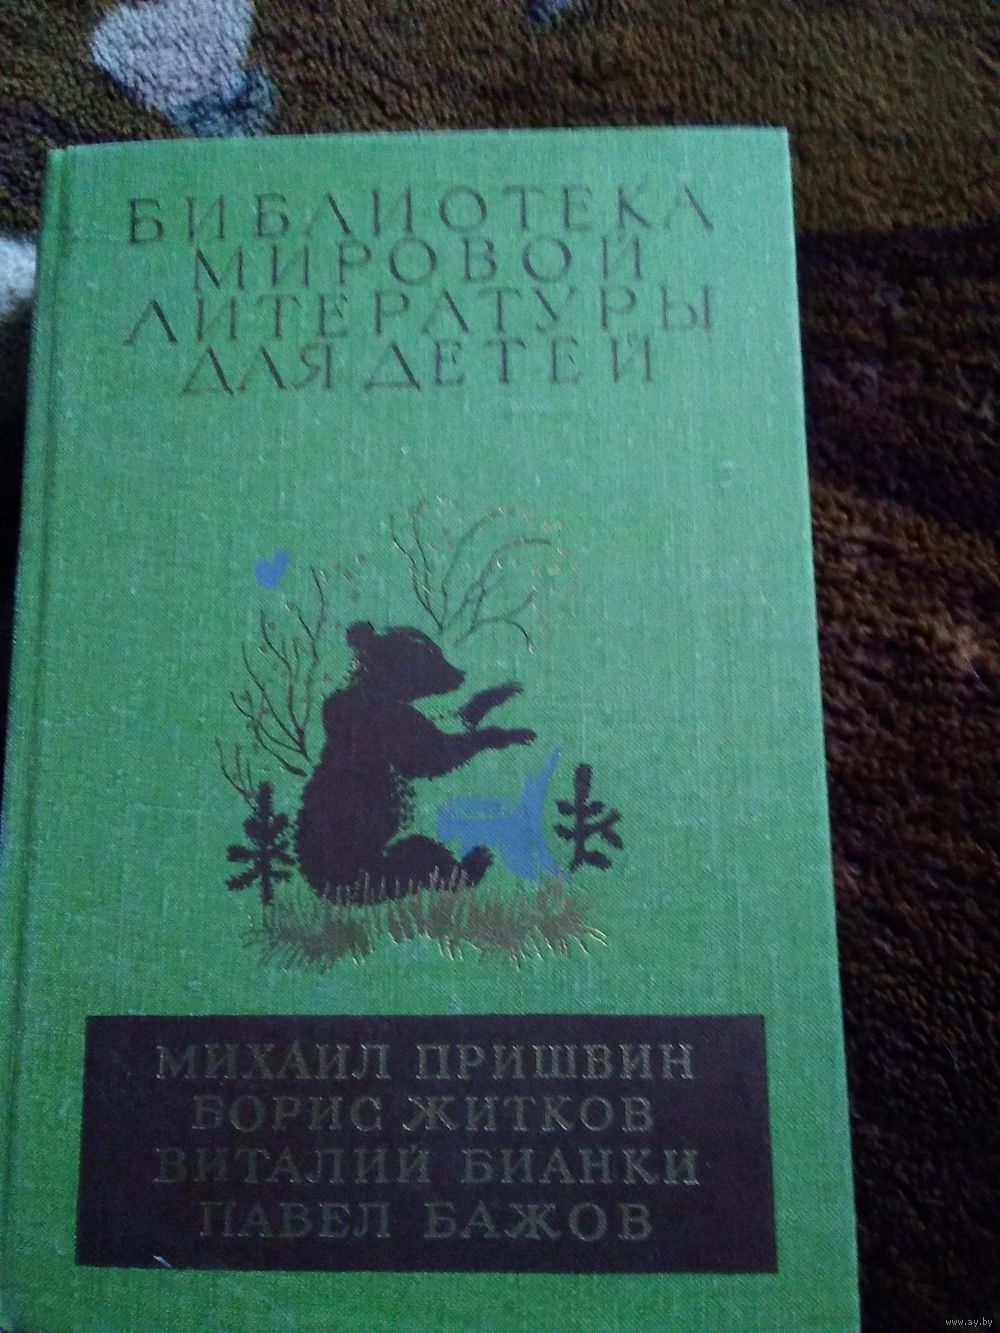 БИБЛИОТЕКА
МИРОВОЙ
ЛИТЕРАТУРЫ
ДЛЯ ДЕТЕЙ
МИХАИЛ ПРИШВИН
БОРИС ЖИТКОВ
ВИТАЛИЙ БИАНКИ
ПАВЕЛ БАЖОВ
www.ay.by